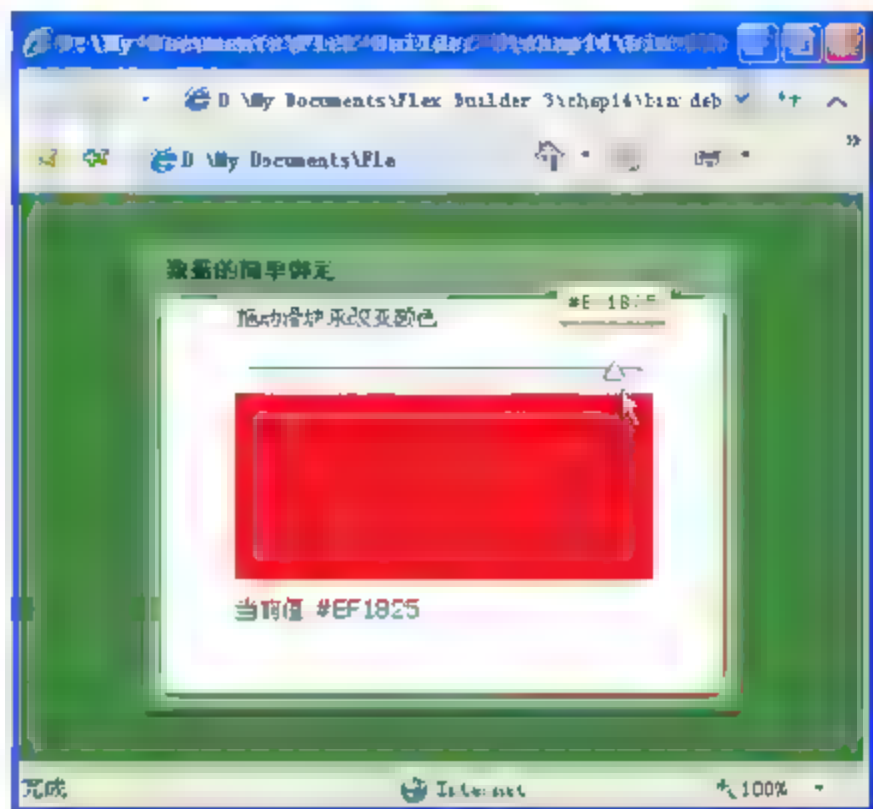 D \My Documents\Flex Builder 3\chap14\bin deb
D \My Documents\Fle
数据的简单绑定
拖动滑块来改变颜色
当前值 #EF1825
完成
Internet
100%